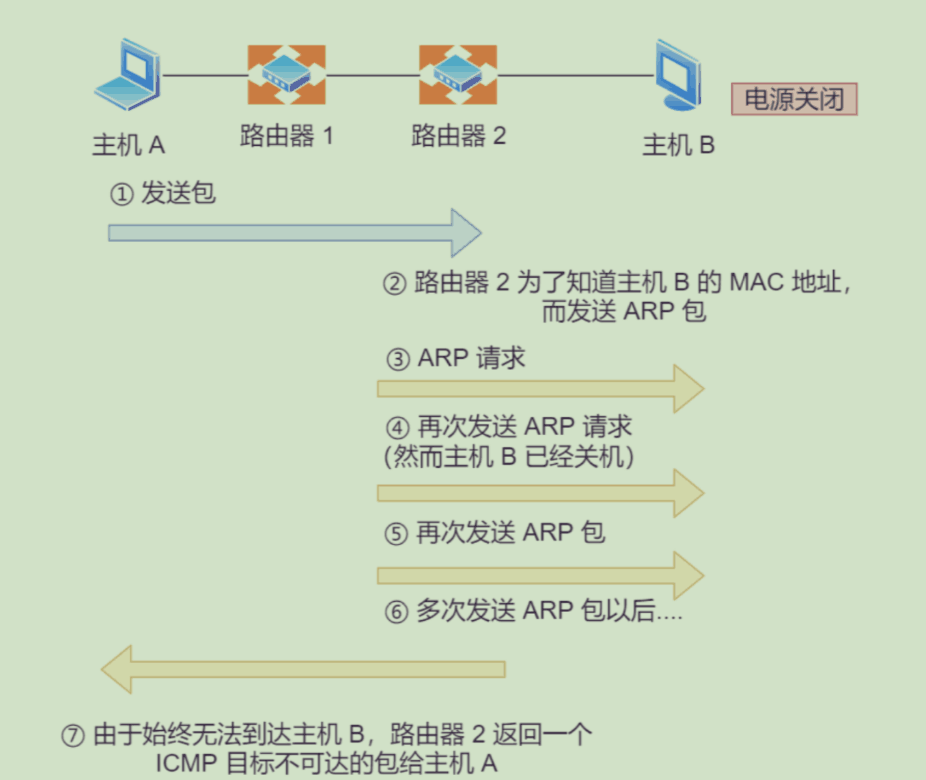 电源关闭
主机 A
路由器 1
路由器 2
主机 B
① 发送包
② 路由器 2 为了知道主机 B 的 MAC 地址，
而发送 ARP 包
③ ARP 请求
④ 再次发送 ARP 请求
（然而主机 B 已经关机）
⑤ 再次发送 ARP 包
⑥ 多次发送 ARP 包以后....
⑦ 由于始终无法到达主机 B，路由器 2 返回一个
ICMP 目标不可达的包给主机 A